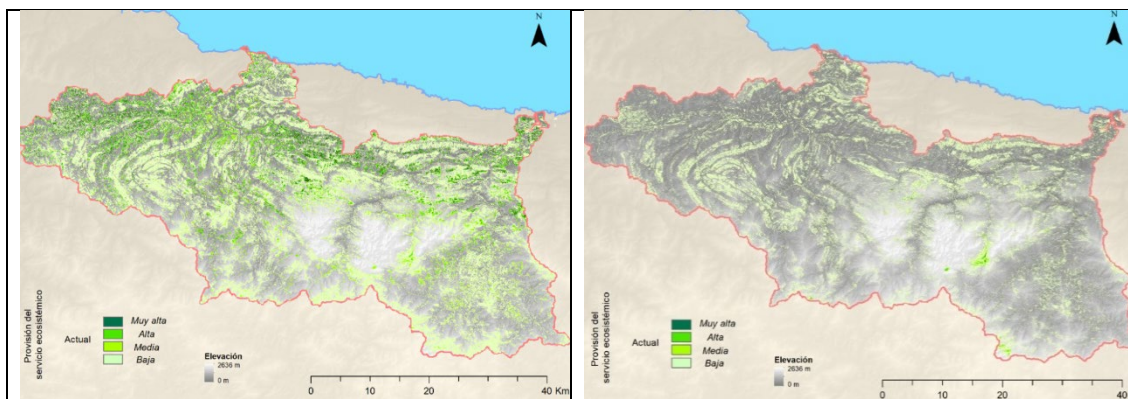 N
Provisión del
servicio ecosistémico
Actual
Muy alta
Alta
Media
Baja
Elevación
2636 m
0 m
0 10 20 40 Km
N
Provisión del
servicio ecosistémico
Actual
Muy alta
Alta
Media
Baja
Elevación
2636 m
0 m
0 10 20 40